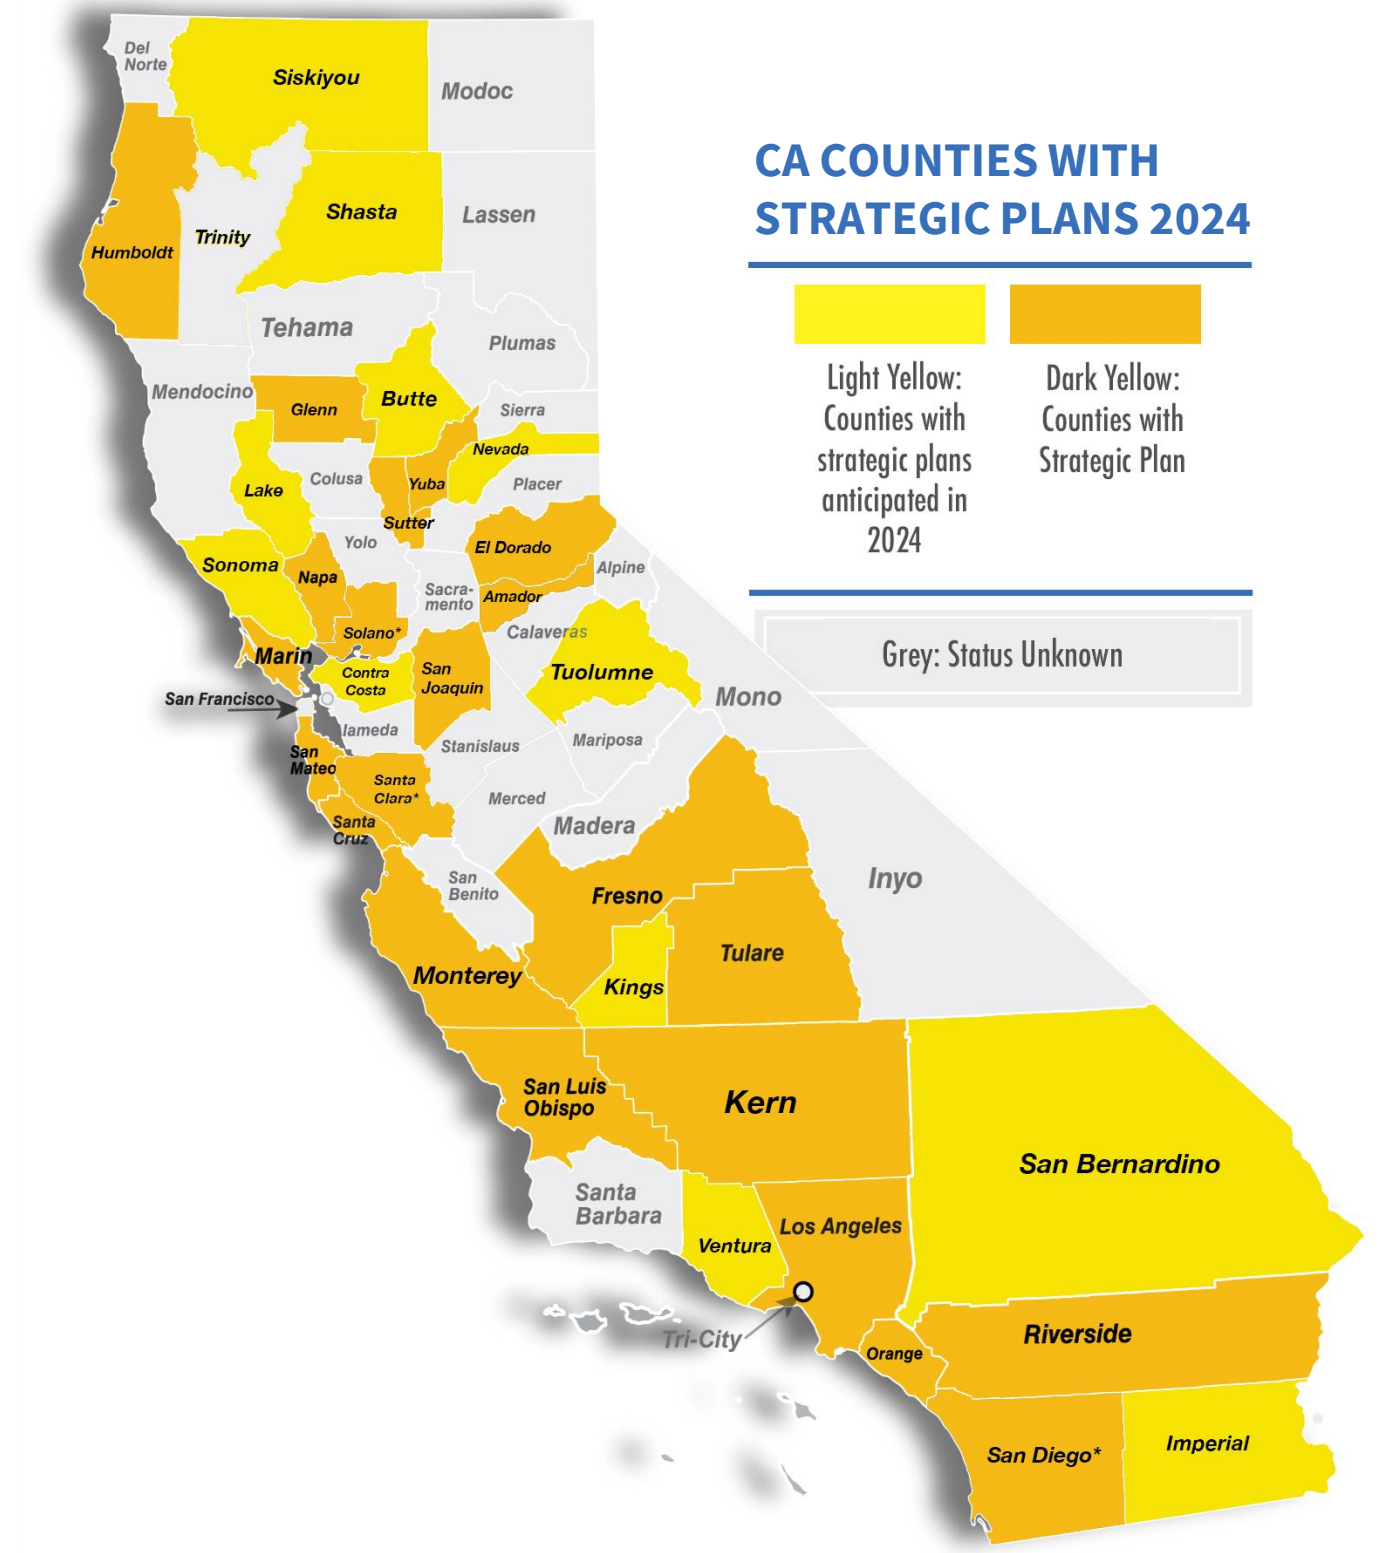 CA COUNTIES WITH
STRATEGIC PLANS 2024
Light Yellow:
Counties with
strategic plans
anticipated in
2024
Dark Yellow:
Counties with
Strategic Plan
Grey: Status Unknown
Del
Norte
Siskiyou
Modoc
Humboldt
Trinity
Shasta
Lassen
Tehama
Plumas
Mendocino
Glenn
Butte
Sierra
Nevada
Lake
Colusa
Yuba
Placer
Sutter
Sonoma
Yolo
El Dorado
Napa
Alpine
Sacra-
mento
Amador
Solano*
Calaveras
Marin
Contra
Costa
San
Joaquin
Tuolumne
San Francisco
lameda
Mono
Stanislaus
Mariposa
San
Mateo
Santa
Clara*
Merced
Santa
Cruz
Madera
San
Benito
Fresno
Inyo
Tulare
Monterey
Kings
San Luis
Obispo
Kern
San Bernardino
Santa
Barbara
Ventura
Los Angeles
Tri-City
Orange
Riverside
San Diego*
Imperial